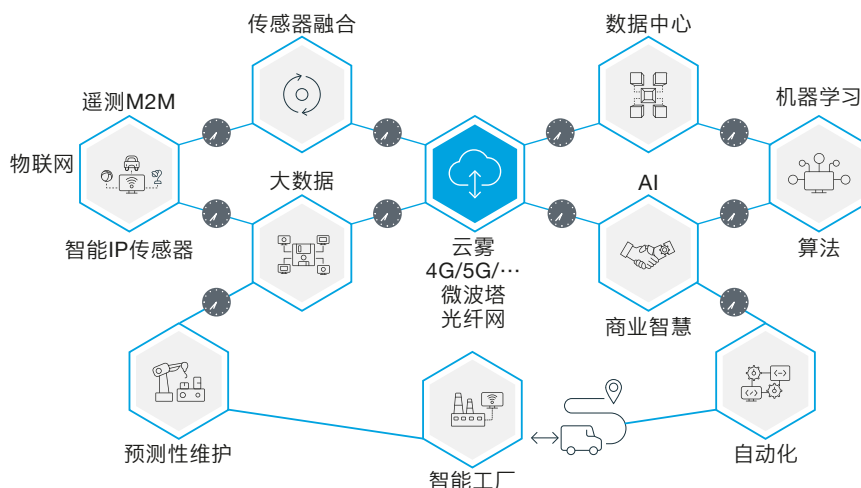 传感器融合
数据中心
遥测M2M
机器学习
物联网
大数据
AI
智能IP传感器
云雾
4G/5G/…
微波塔
光纤网
算法
商业智慧
预测性维护
智能工厂
自动化